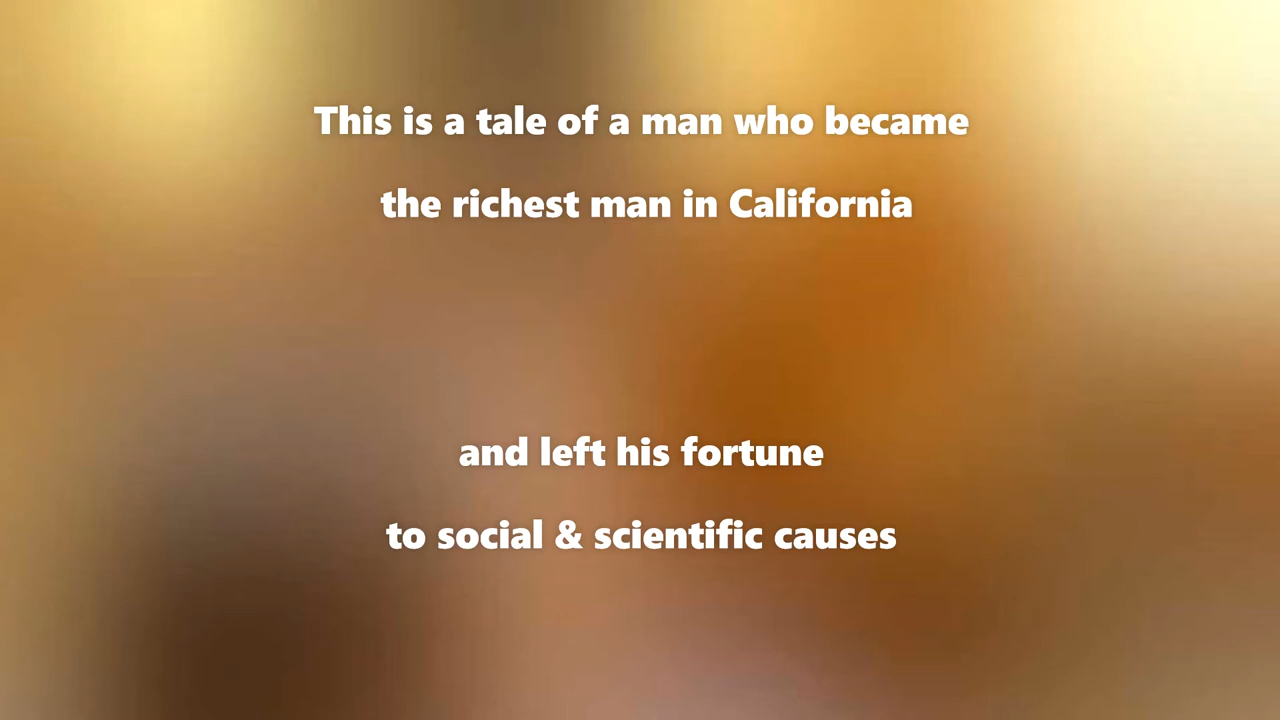 This is a tale of a man who became
the richest man in California
and left his fortune
to social & scientific causes